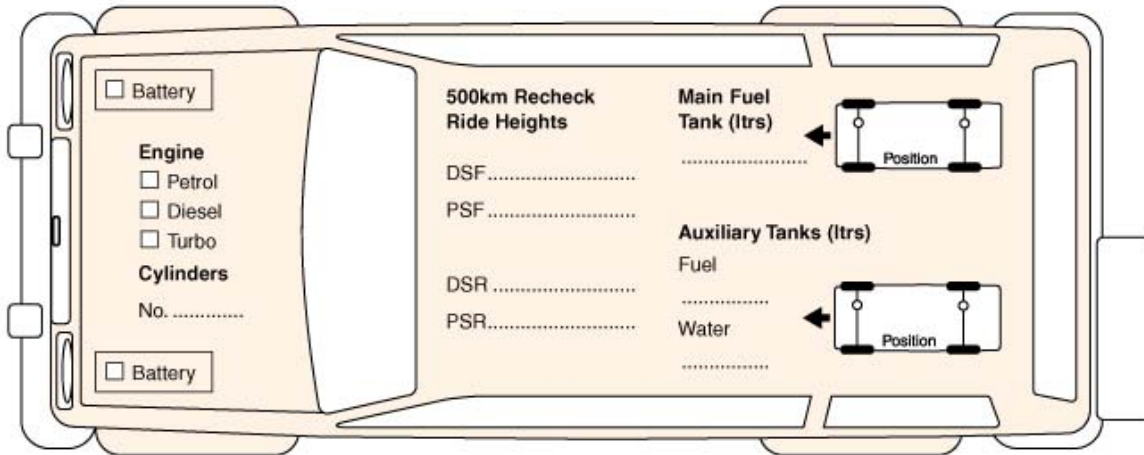 Battery
Engine
Petrol
Diesel
Turbo
Cylinders
No. .............
Battery
500km Recheck
Ride Heights
DSF...........................
PSF...........................
DSR...........................
PSR...........................
Main Fuel
Tank (ltrs)
.......................
Position
Auxiliary Tanks (ltrs)
Fuel
................
Water
................
Position